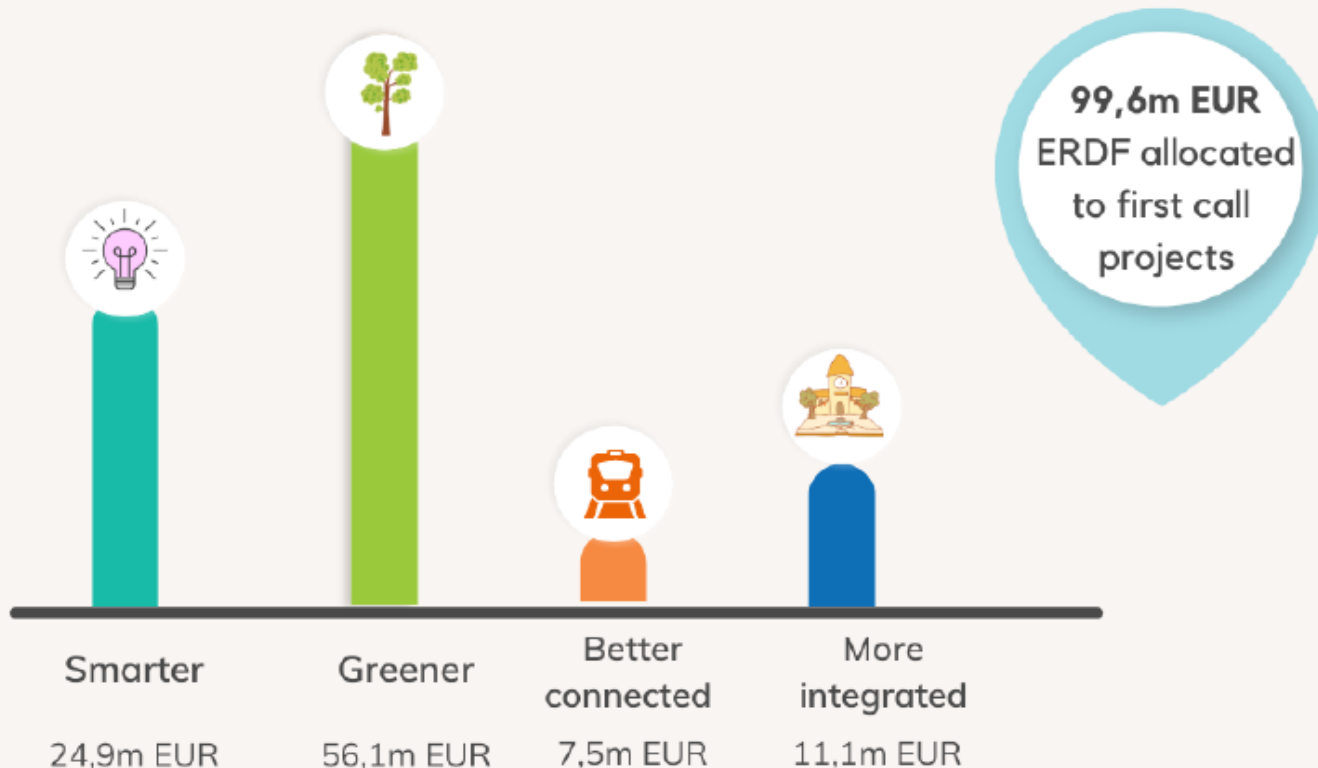 99,6m EUR
ERDF allocated
to first call
projects
Smarter
Greener
Better
connected
More
integrated
24,9m EUR
56,1m EUR
7,5m EUR
11,1m EUR